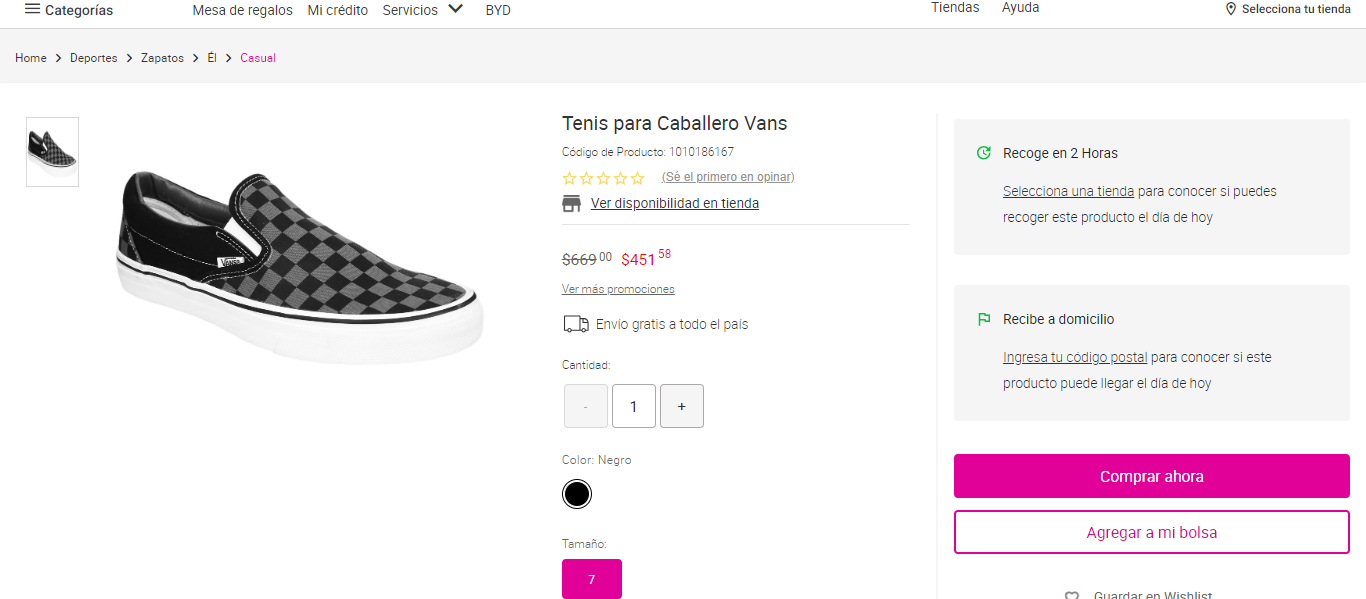 Categorías Mesa de regalos Mi crédito Servicios BYD Tiendas Ayuda Selecciona tu tienda
Home > Deportes > Zapatos > Él > Casual
Tenis para Caballero Vans
Código de Producto: 1010186167
(Sé el primero en opinar)
Ver disponibilidad en tienda
$669.00 $451.58
Ver más promociones
Envío gratis a todo el país
Cantidad:
- 1 +
Color: Negro
Tamaño:
7
VANS
Recoge en 2 Horas
Selecciona una tienda para conocer si puedes
recoger este producto el día de hoy
Recibe a domicilio
Ingresa tu código postal para conocer si este
producto puede llegar el día de hoy
Comprar ahora
Agregar a mi bolsa
Guardar en Wishlist